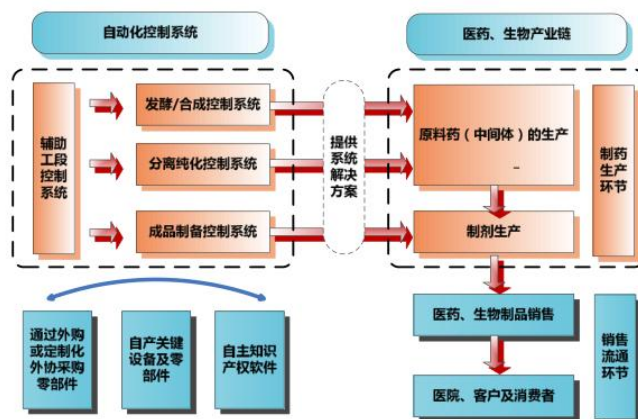 自动化控制系统
医药、生物产业链
辅助
工段
控制
系统
发酵/合成控制系统
分离纯化控制系统
成品制备控制系统
提供
系统
解决
方案
原料药（中间体）的生产
制剂生产
制药
生产
环节
通过外购
或定制化
外协采购
零部件
自产关键
设备及零
部件
自主知识
产权软件
医药、生物制品销售
医院、客户及消费者
销售
流通
环节